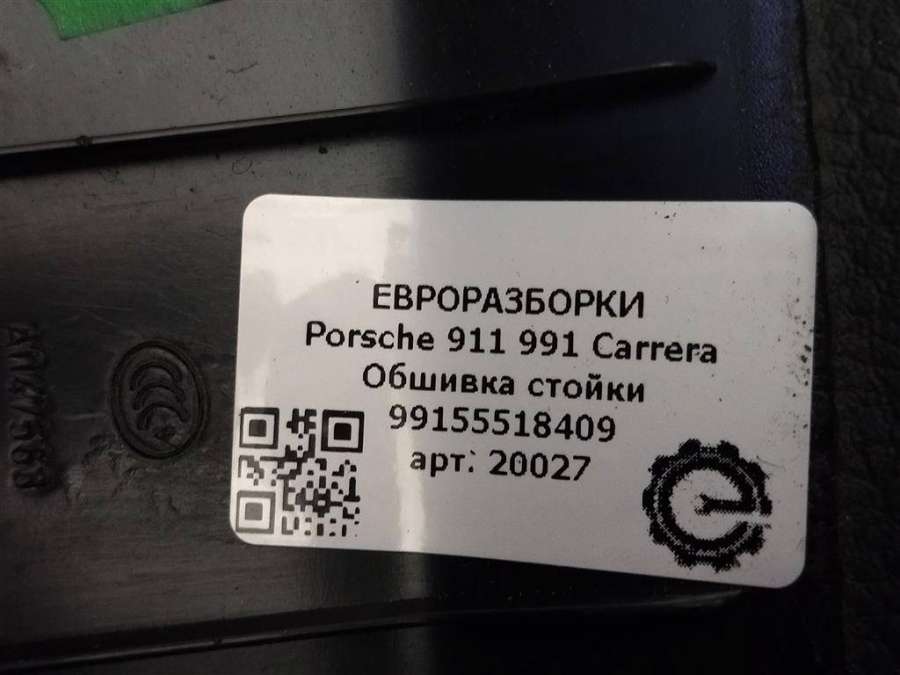 ЕВРОРАЗБОРКИ
Porsche 911 991 Carrera
Обшивка стойки
99155518409
арт: 20027